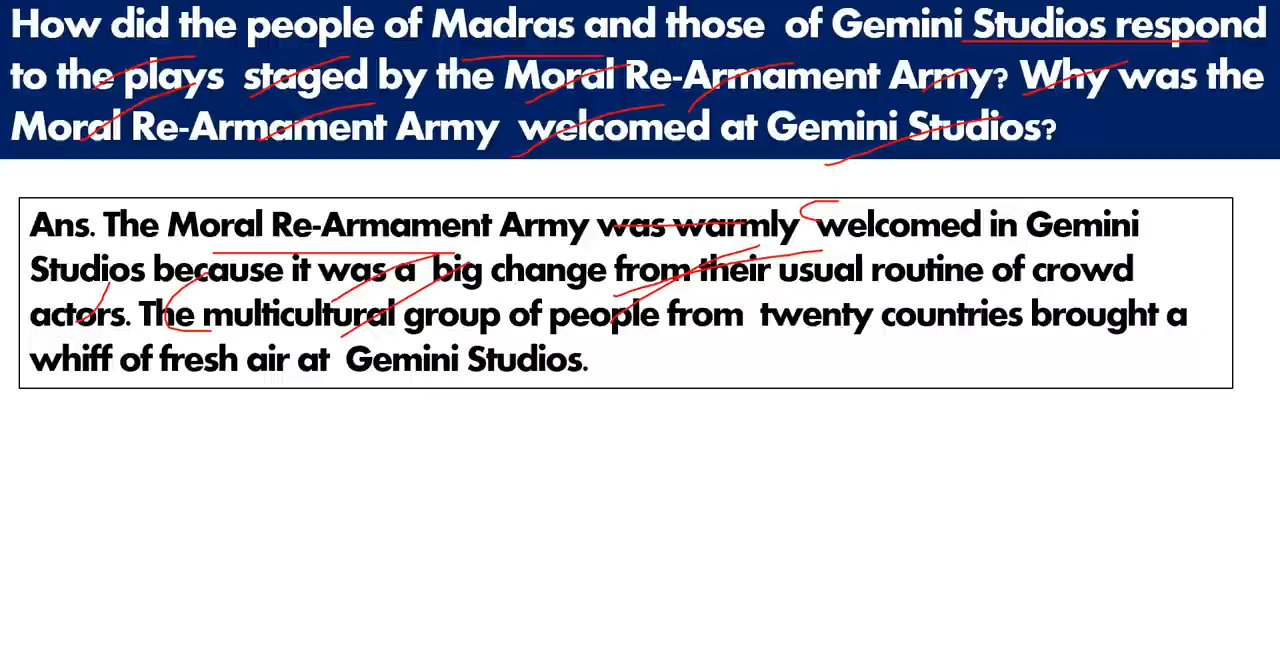 How did the people of Madras and those of Gemini Studios respond
to the plays staged by the Moral Re-Armament Army? Why was the
Moral Re-Armament Army welcomed at Gemini Studios?
Ans. The Moral Re-Armament Army was warmly welcomed in Gemini
Studios because it was a big change from their usual routine of crowd
actors. The multicultural group of people from twenty countries brought a
whiff of fresh air at Gemini Studios.